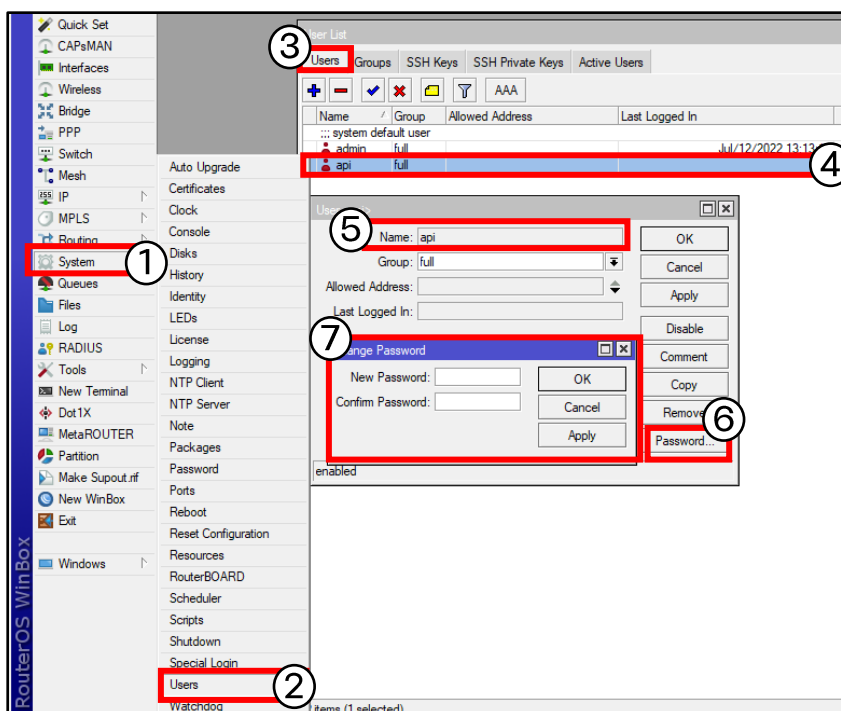 Quick Set
CAPsMAN
Interfaces
Wireless
Bridge
PPP
Switch
Mesh
IP
MPLS
Routing
System
Queues
Files
Log
RADIUS
Tools
New Terminal
Dot1X
MetaROUTER
Partition
Make Supout.rif
New WinBox
Exit
Windows
RouterOS WinBox
1
Auto Upgrade
Certificates
Clock
Console
Disks
History
Identity
LEDs
License
Logging
NTP Client
NTP Server
Note
Packages
Password
Ports
Reboot
Reset Configuration
Resources
RouterBOARD
Scheduler
Scripts
Shutdown
Special Login
Users
Watchdog
2
User List
3
Users Groups SSH Keys SSH Private Keys Active Users
AAA
Name / Group Allowed Address Last Logged In
;;; system default user
admin full Jul/12/2022 13:13
api full
4
User
5
Name: api
Group: full
Allowed Address:
Last Logged In:
OK
Cancel
Apply
Disable
Comment
Copy
Remove
6
Password...
7
Change Password
New Password:
Confirm Password:
OK
Cancel
Apply
enabled
items (1 selected)